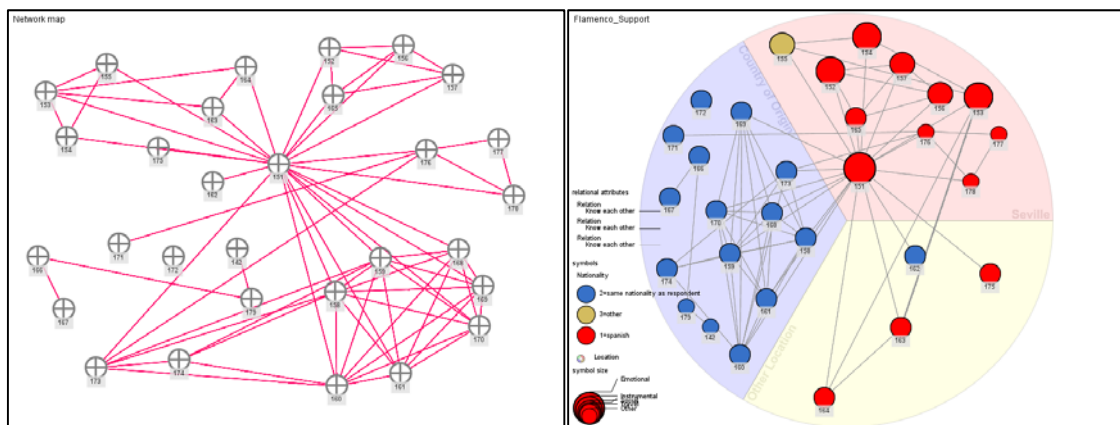 Network map
152
156
155
164
157
153
165
163
154
176
177
175
151
162
178
171
172
142
166
168
159
169
158
179
167
170
173
174
161
160
Flamenco_Support
154
155
157
152
172
156
153
Country of Origin
169
163
171
176
177
166
173
151
178
relational attributes
167
Relation
Know each other
170
168
Seville
Relation
Know each other
158
Relation
Know each other
159
162
symbols
174
175
Nationality
2=same nationality as respondent
161
179
3=other
142
163
1=spanish
160
Location
Other Location
symbol size
Emotional
164
Instrumental
Other